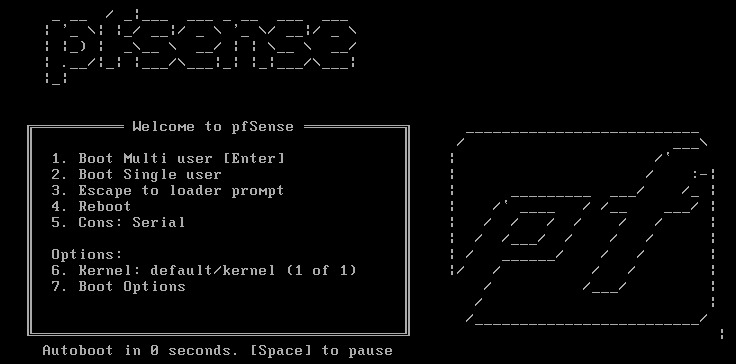 pfsense
Welcome to pfSense
1. Boot Multi user [Enter]
2. Boot Single user
3. Escape to loader prompt
4. Reboot
5. Cons: Serial
Options:
6. Kernel: default/kernel (1 of 1)
7. Boot Options
pf
Autoboot in 0 seconds. [Space] to pause